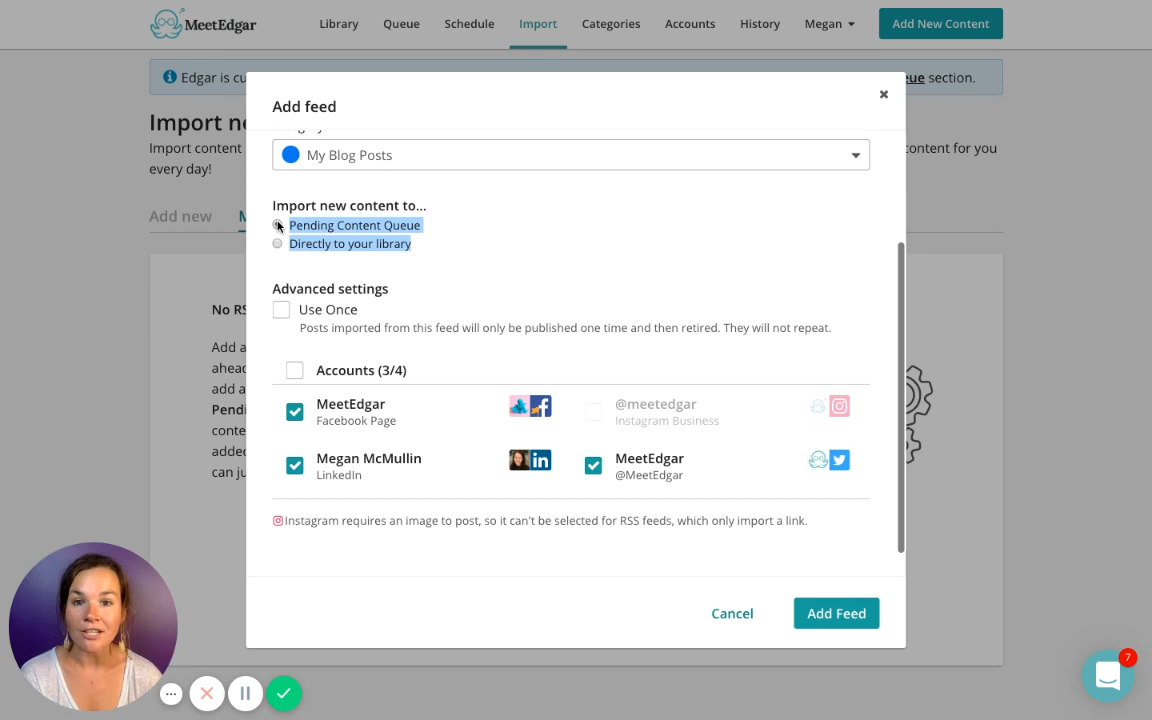 MeetEdgar
Library
Queue
Schedule
Import
Categories
Accounts
History
Megan
Add New Content
Edgar is cu
eue section.
Import ne
Import content
ontent for you
every day!
Add new
M
Add feed
My Blog Posts
Import new content to...
Pending Content Queue
Directly to your library
Advanced settings
Use Once
Posts imported from this feed will only be published one time and then retired. They will not repeat.
Accounts (3/4)
MeetEdgar
Facebook Page
@meetedgar
Instagram Business
Megan McMullin
LinkedIn
MeetEdgar
@MeetEdgar
Instagram requires an image to post, so it can't be selected for RSS feeds, which only import a link.
Cancel
Add Feed
No RS
Add a
ahead
add a
Pendi
conte
added
can ju
7